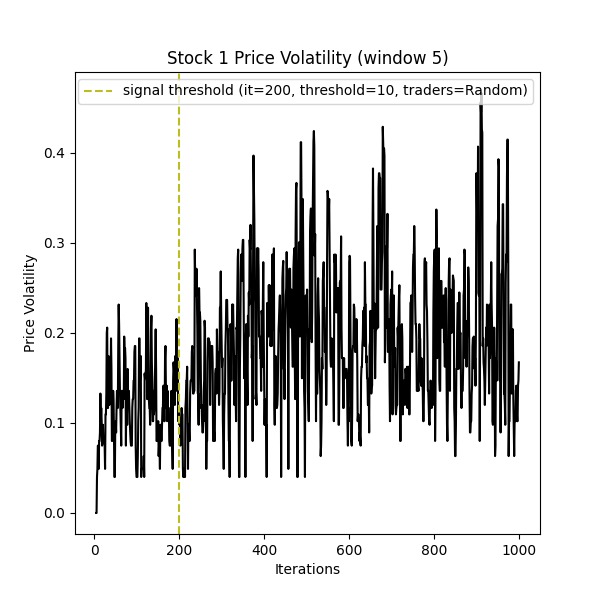 Stock 1 Price Volatility (window 5)
signal threshold (it=200, threshold=10, traders=Random)
Price Volatility
0.4
0.3
0.2
0.1
0.0
0
200
400
600
800
1000
Iterations